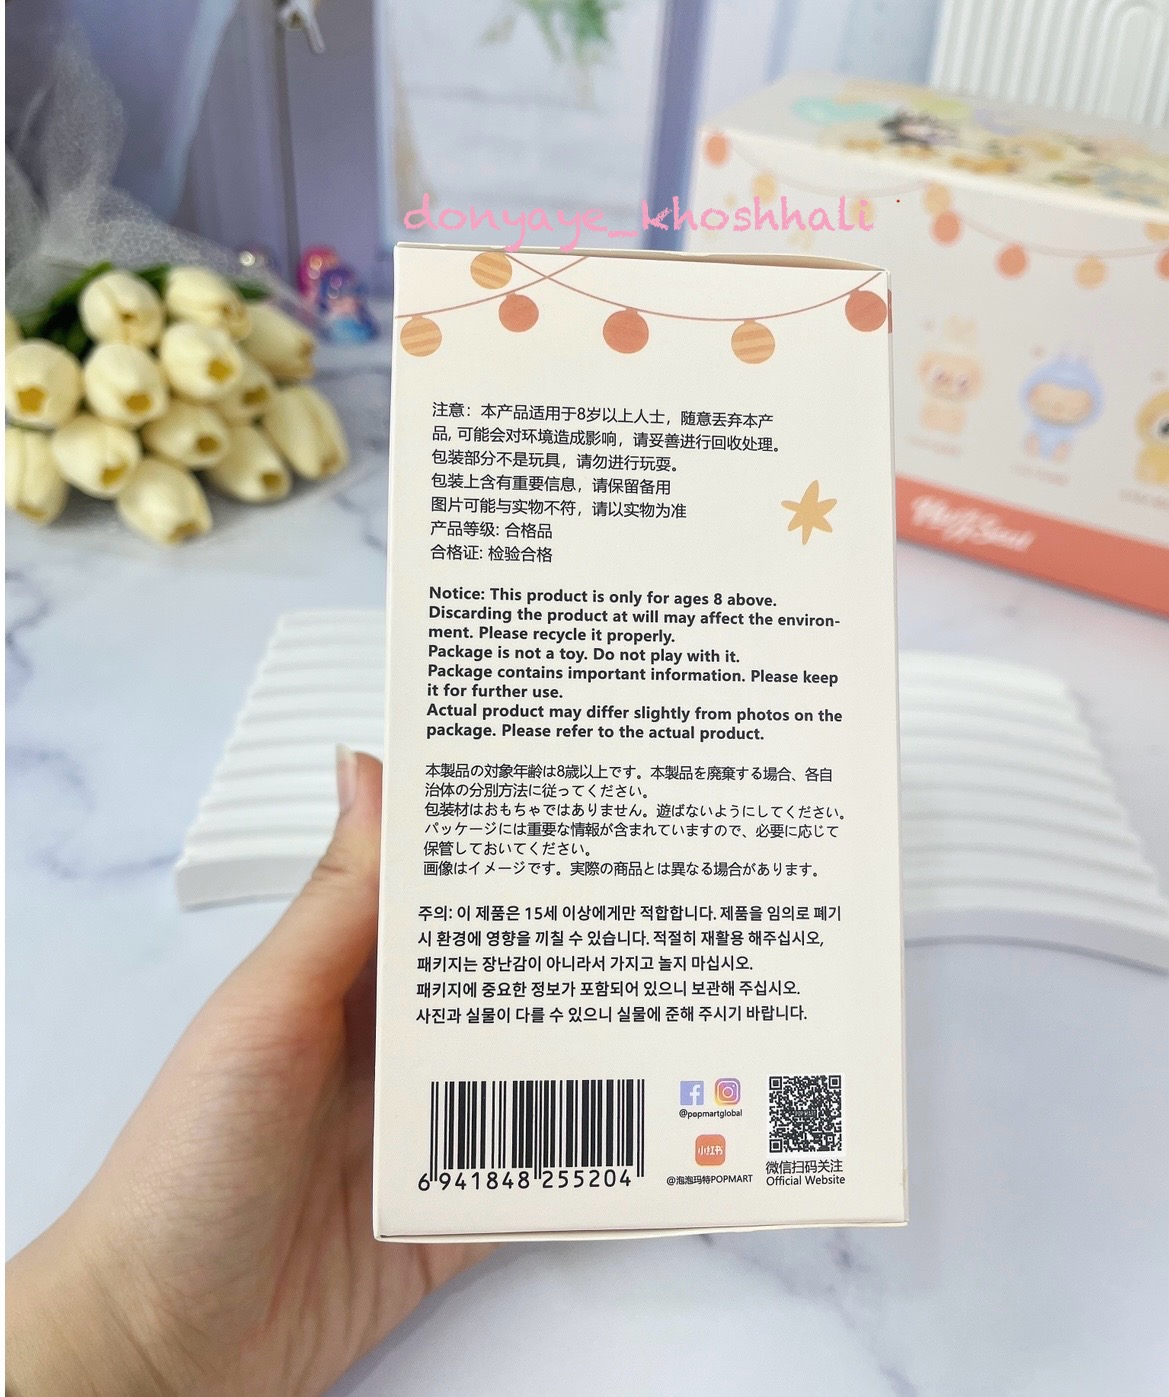 donyaye_khoshhali
注意：本产品适用于8岁以上人士，随意丢弃本产
品, 可能会对环境造成影响，请妥善进行回收处理。
包装部分不是玩具，请勿进行玩耍。
包装上含有重要信息，请保留备用
图片可能与实物不符，请以实物为准
产品等级: 合格品
合格证: 检验合格
Notice: This product is only for ages 8 above.
Discarding the product at will may affect the environ-
ment. Please recycle it properly.
Package is not a toy. Do not play with it.
Package contains important information. Please keep
it for further use.
Actual product may differ slightly from photos on the
package. Please refer to the actual product.
本製品の対象年齢は8歳以上です。本製品を廃棄する場合、各自
治体の分別方法に従ってください。
包装材はおもちゃではありません。遊ばないようにしてください。
パッケージには重要な情報が含まれていますので、必要に応じて
保管しておいてください。
画像はイメージです。実際の商品とは異なる場合があります。
주의: 이 제품은 15세 이상에게만 적합합니다. 제품을 임의로 폐기
시 환경에 영향을 끼칠 수 있습니다. 적절히 재활용 해주십시오,
패키지는 장난감이 아니라서 가지고 놀지 마십시오.
패키지에 중요한 정보가 포함되어 있으니 보관해 주십시오.
사진과 실물이 다를 수 있으니 실물에 준해 주시기 바랍니다.
6 941848 255204
@popmartglobal
小红书
@泡泡玛特POPMART
POP MART
微信扫码关注
Official Website